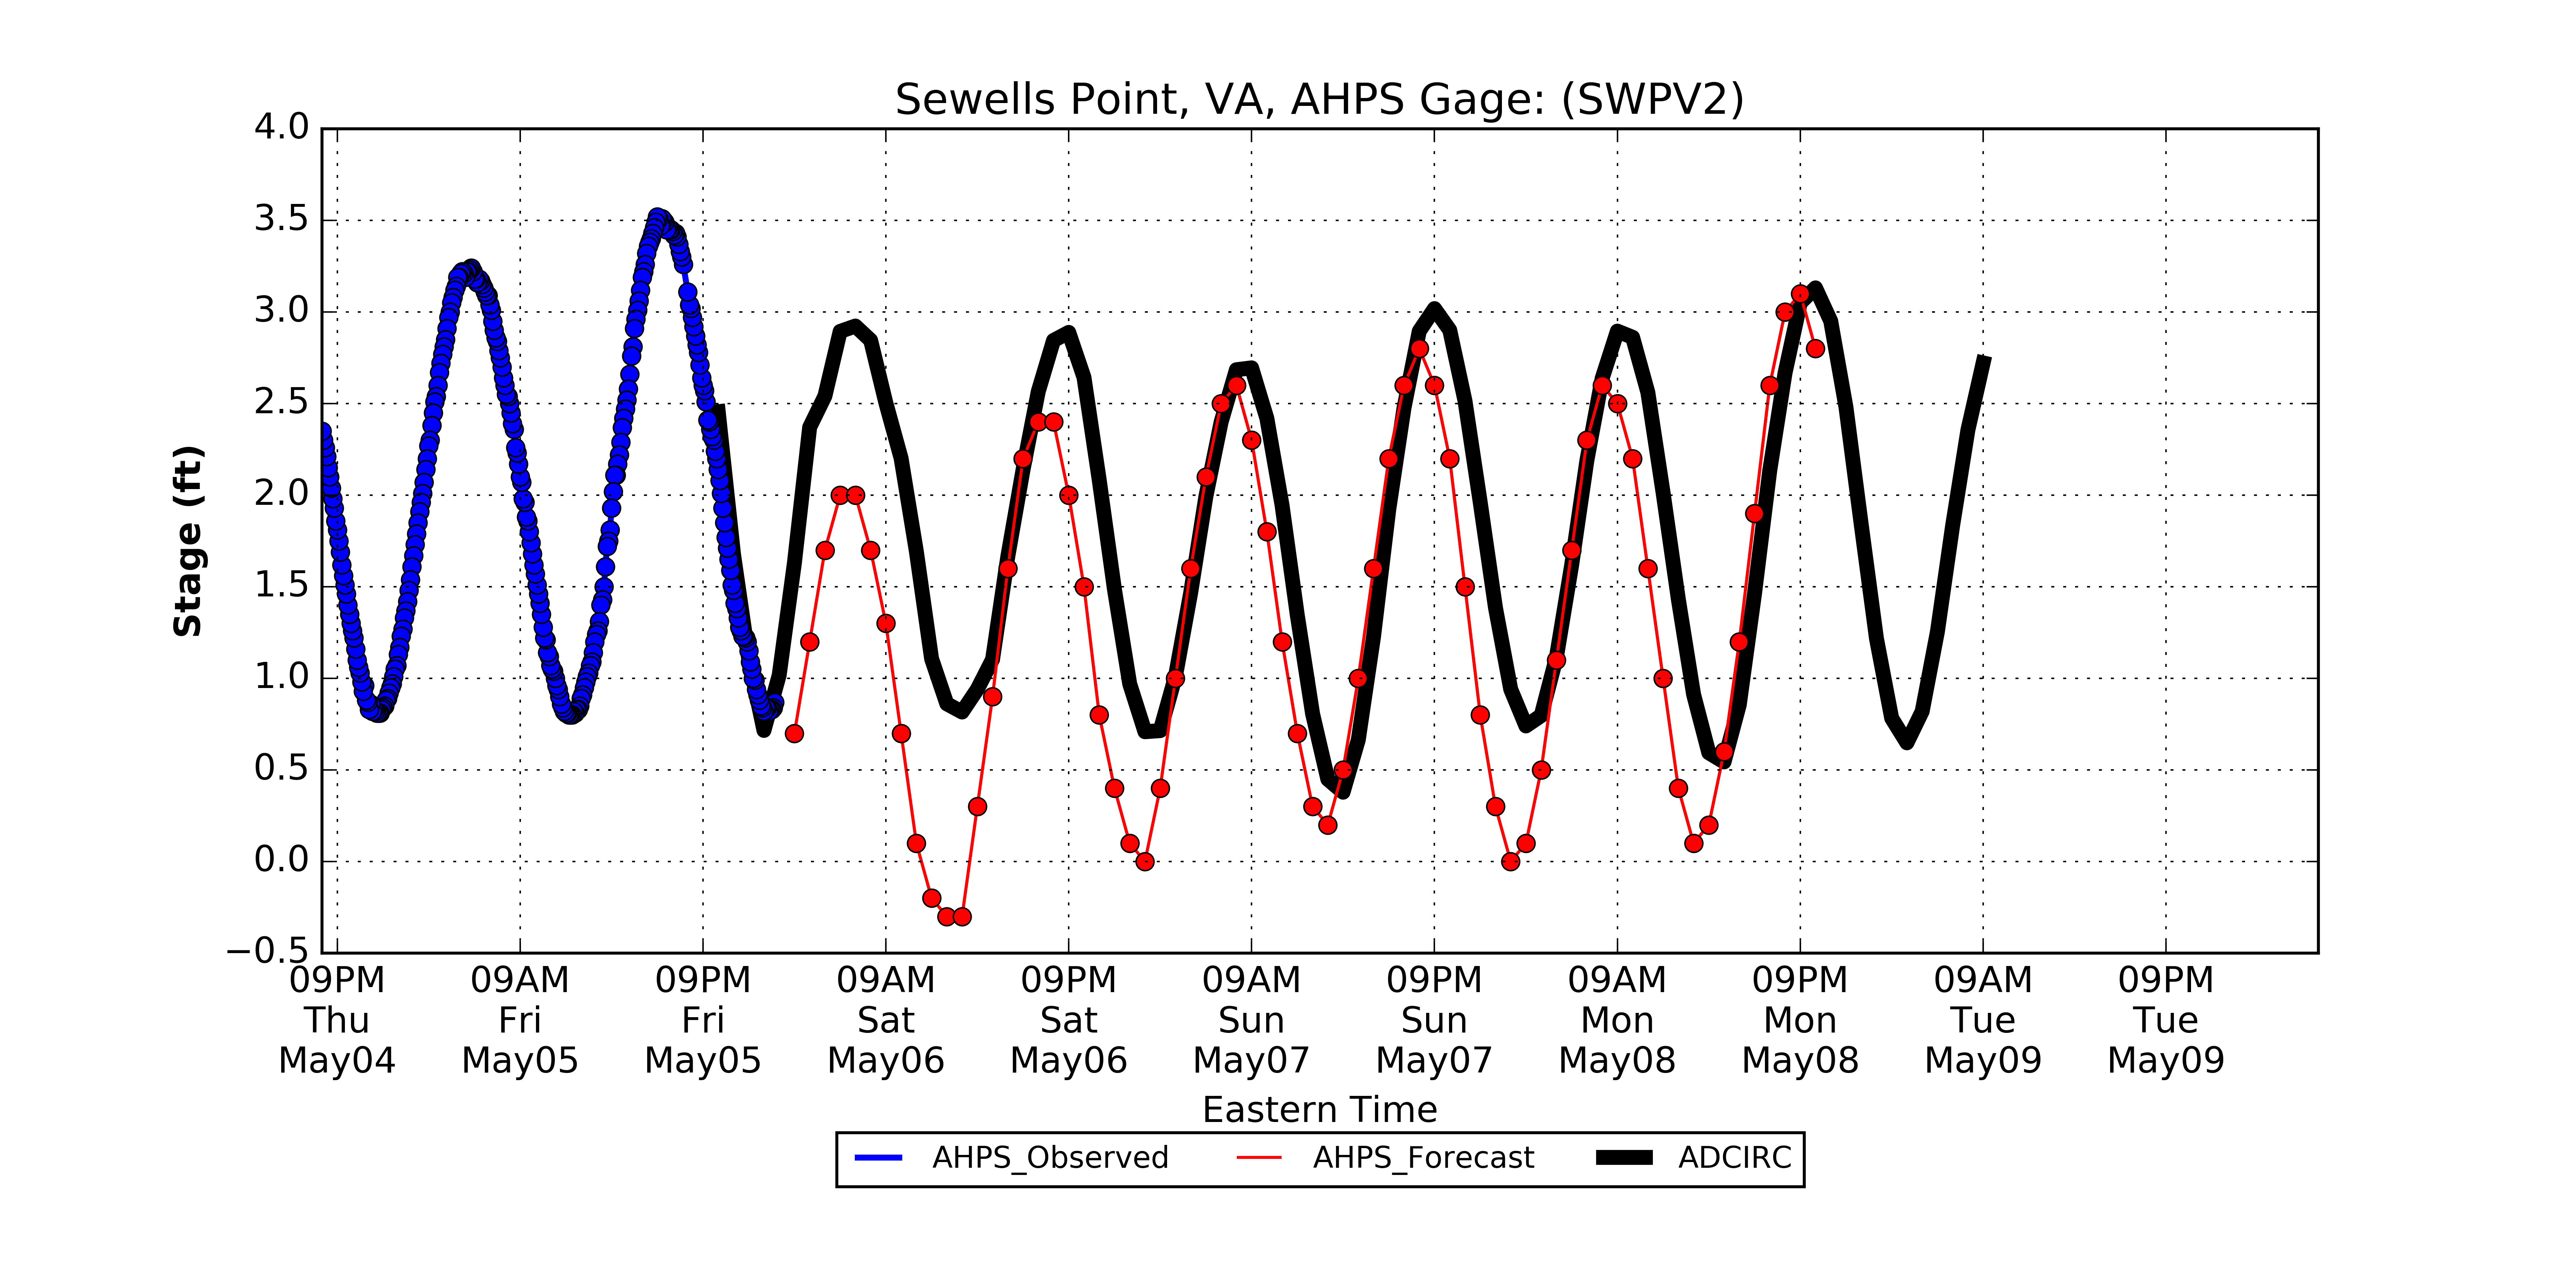 Sewells Point, VA, AHPS Gage: (SWPV2)
4.0
3.5
3.0
2.5
2.0
1.5
1.0
0.5
0.0
−0.5
Stage (ft)
09PM 09AM 09PM 09AM 09PM 09AM 09PM 09AM 09PM 09AM 09PM
Thu Fri Fri Sat Sat Sun Sun Mon Mon Tue Tue
May04 May05 May05 May06 May06 May07 May07 May08 May08 May09 May09
Eastern Time
AHPS_Observed AHPS_Forecast ADCIRC